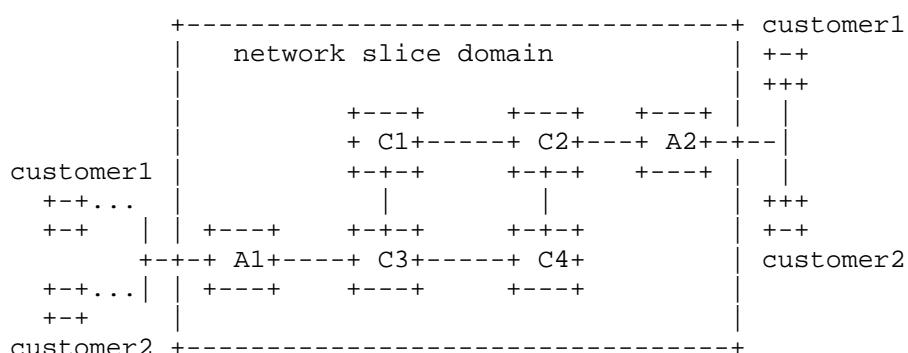 customer1
network slice domain
C1 C2 A2
customer1
A1 C3 C4
customer2
customer2